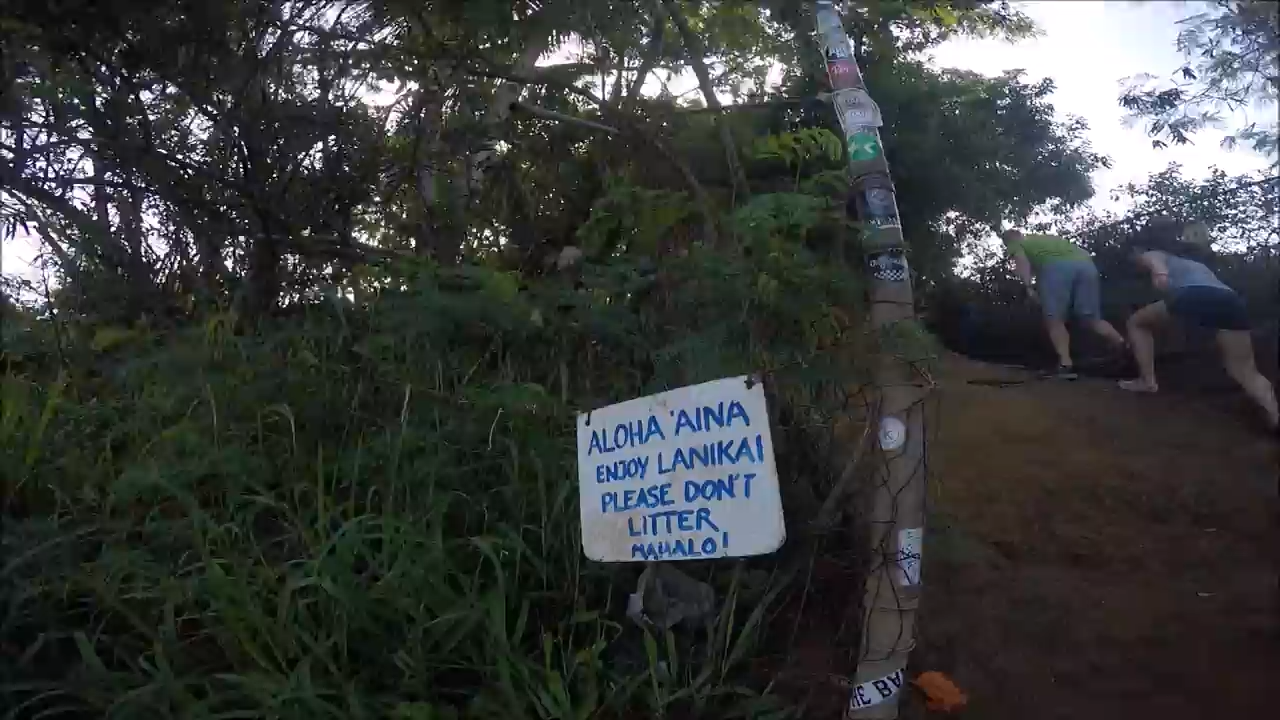 ALOHA 'AINA
ENJOY LANIKAI
PLEASE DON'T
LITTER
MAHALO!
K